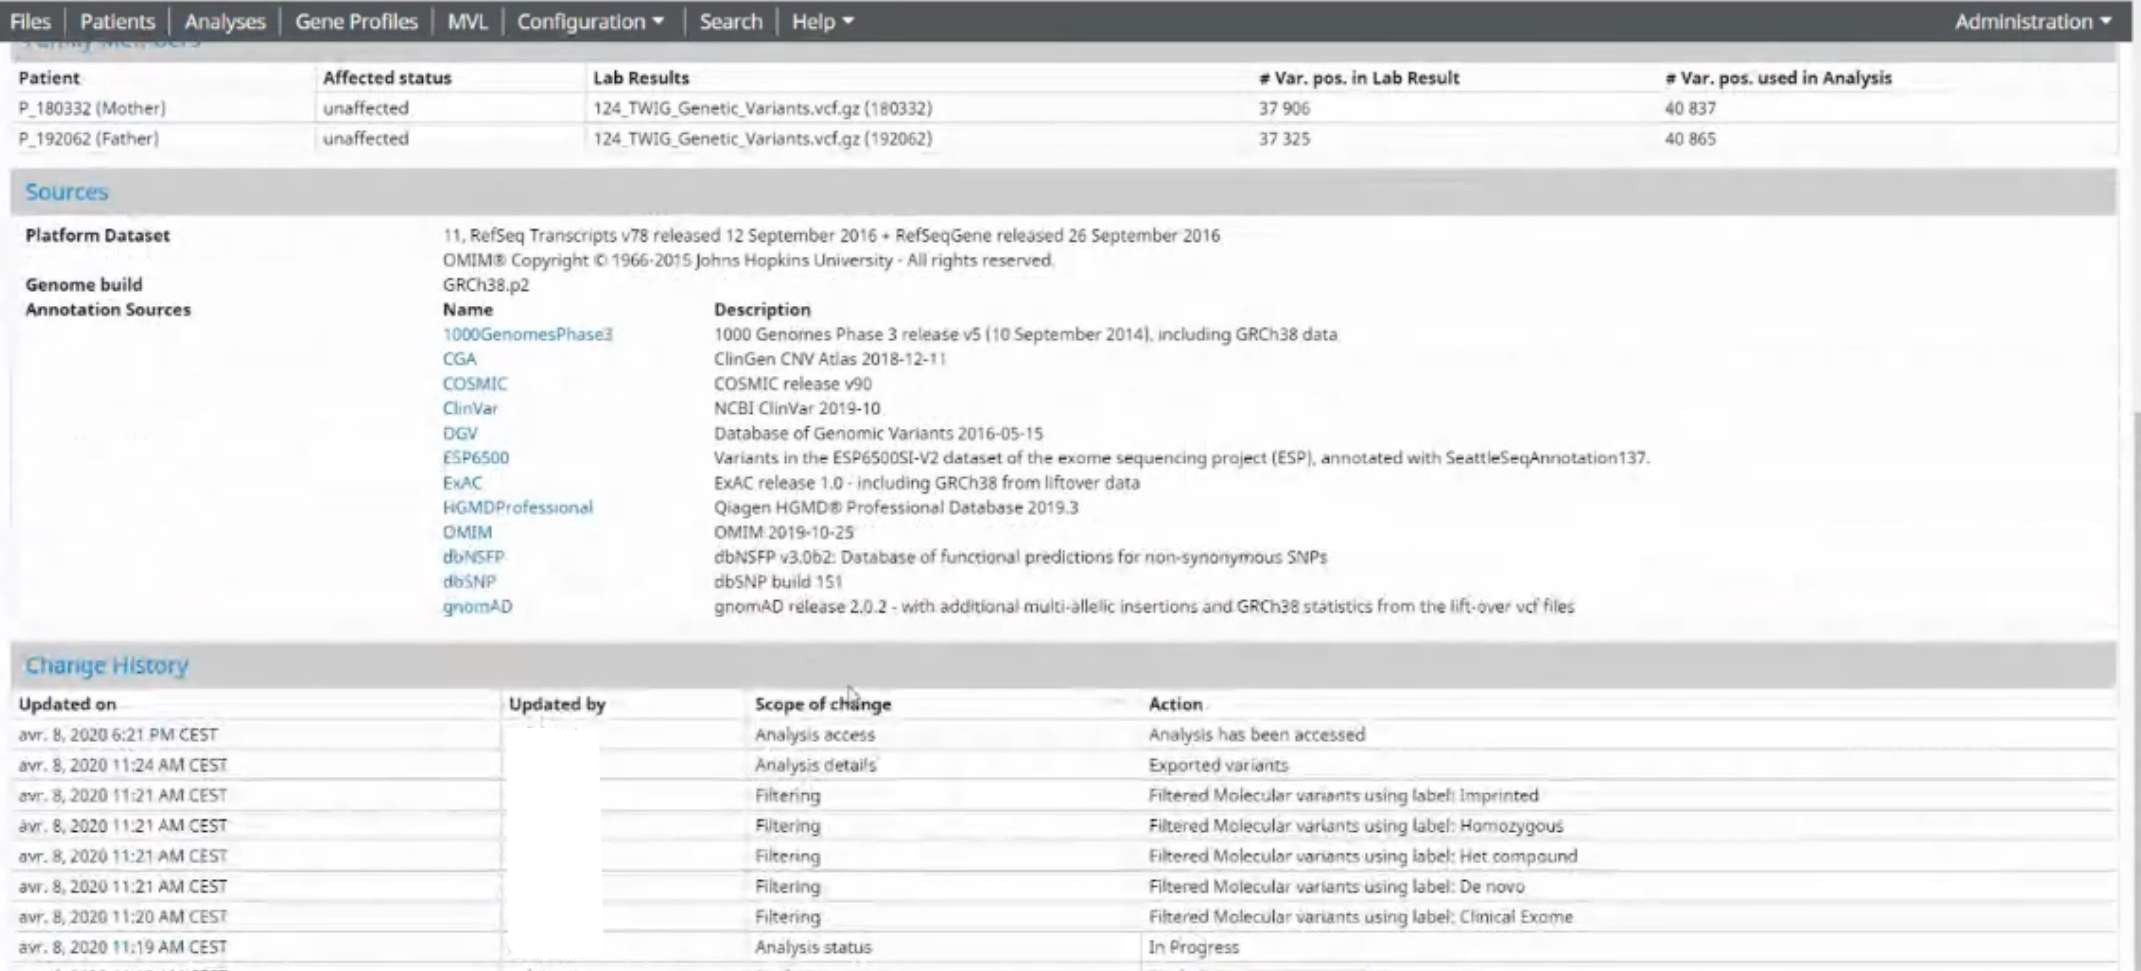 Files Patients Analyses Gene Profiles MVL Configuration Search Help Administration
Family Members
Patient Affected status Lab Results # Var. pos. in Lab Result # Var. pos. used in Analysis
P_180332 (Mother) unaffected 124_TWIG_Genetic_Variants.vcf.gz (180332) 37 906 40 837
P_192062 (Father) unaffected 124_TWIG_Genetic_Variants.vcf.gz (192062) 37 325 40 865
Sources
Platform Dataset 11, RefSeq Transcripts v78 released 12 September 2016 + RefSeqGene released 26 September 2016
OMIM® Copyright © 1966-2015 Johns Hopkins University - All rights reserved.
Genome build GRCh38.p2
Annotation Sources Name Description
1000GenomesPhase3 1000 Genomes Phase 3 release v5 (10 September 2014), including GRCh38 data
CGA ClinGen CNV Atlas 2018-12-11
COSMIC COSMIC release v90
ClinVar NCBI ClinVar 2019-10
DGV Database of Genomic Variants 2016-05-15
ESP6500 Variants in the ESP6500SI-V2 dataset of the exome sequencing project (ESP), annotated with SeattleSeqAnnotation137.
ExAC ExAC release 1.0 - including GRCh38 from liftover data
HGMDProfessional Qiagen HGMD® Professional Database 2019.3
OMIM OMIM 2019-10-25
dbNSFP dbNSFP v3.0b2: Database of functional predictions for non-synonymous SNPs
dbSNP dbSNP build 151
gnomAD gnomAD release 2.0.2 - with additional multi-allelic insertions and GRCh38 statistics from the lift-over vcf files
Change History
Updated on Updated by Scope of change Action
avr. 8, 2020 6:21 PM CEST Analysis access Analysis has been accessed
avr. 8, 2020 11:24 AM CEST Analysis details Exported variants
avr. 8, 2020 11:21 AM CEST Filtering Filtered Molecular variants using label: Imprinted
avr. 8, 2020 11:21 AM CEST Filtering Filtered Molecular variants using label: Homozygous
avr. 8, 2020 11:21 AM CEST Filtering Filtered Molecular variants using label: Het compound
avr. 8, 2020 11:21 AM CEST Filtering Filtered Molecular variants using label: De novo
avr. 8, 2020 11:20 AM CEST Filtering Filtered Molecular variants using label: Clinical Exome
avr. 8, 2020 11:19 AM CEST Analysis status In Progress